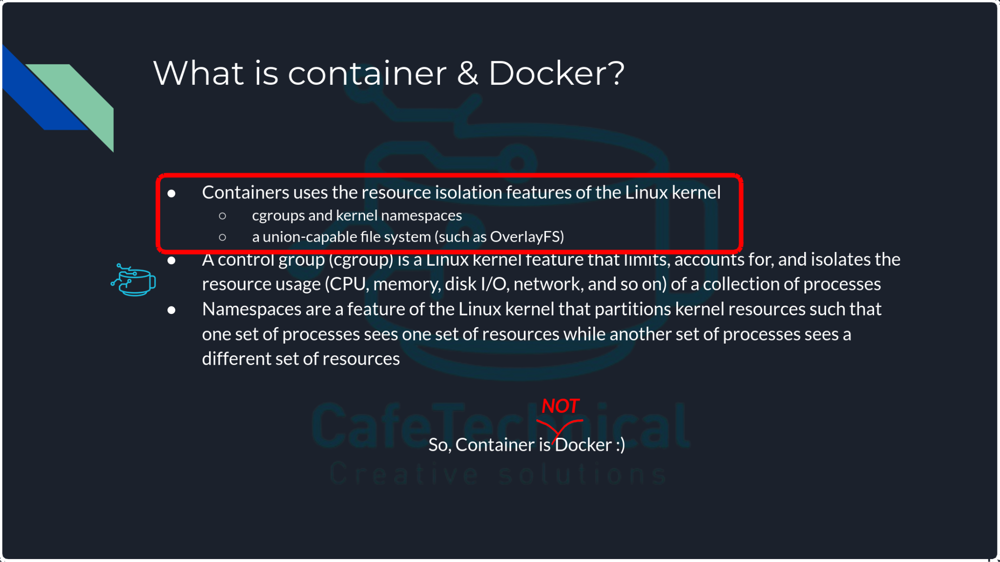 What is container & Docker?
● Containers uses the resource isolation features of the Linux kernel
○ cgroups and kernel namespaces
○ a union-capable file system (such as OverlayFS)
● A control group (cgroup) is a Linux kernel feature that limits, accounts for, and isolates the
resource usage (CPU, memory, disk I/O, network, and so on) of a collection of processes
● Namespaces are a feature of the Linux kernel that partitions kernel resources such that
one set of processes sees one set of resources while another set of processes sees a
different set of resources
NOT
So, Container is Docker :)
CafeTechnical
Creative solutions